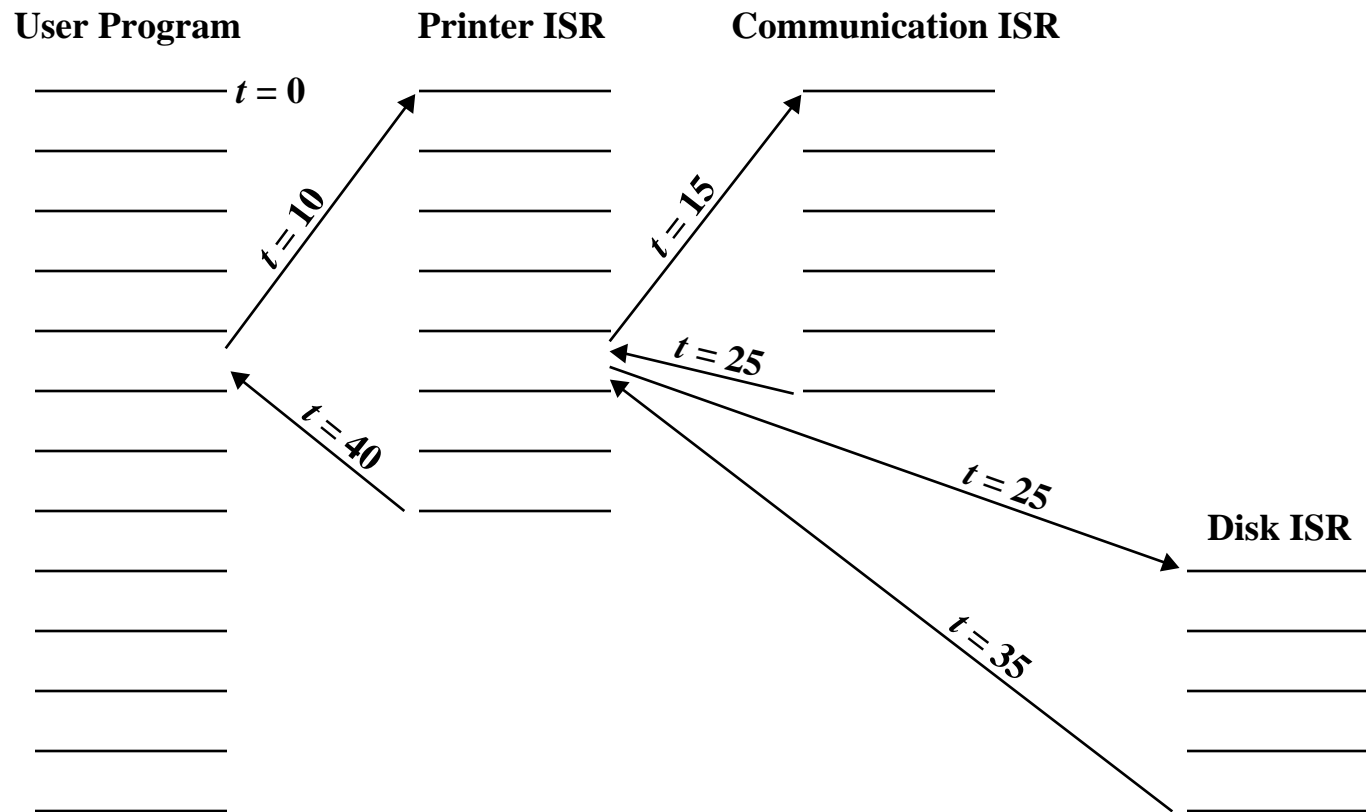 User Program
Printer ISR
Communication ISR
t = 0
t = 10
t = 15
t = 25
t = 40
t = 25
Disk ISR
t = 35